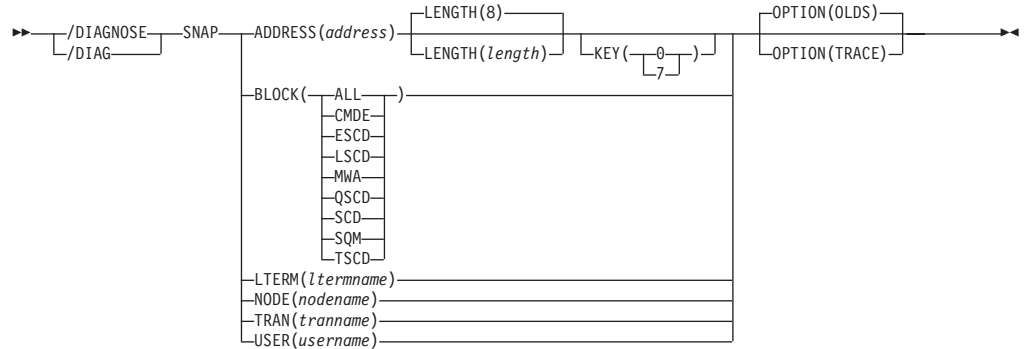 LENGTH(8) OPTION(OLDS)
/DIAGNOSE SNAP ADDRESS(address)
/DIAG LENGTH(length) KEY( 0 ) OPTION(TRACE)
7
BLOCK( ALL )
CMDE
ESCD
LSCD
MWA
QSCD
SCD
SQM
TSCD
LTERM(ltermname)
NODE(nodename)
TRAN(tranname)
USER(username)